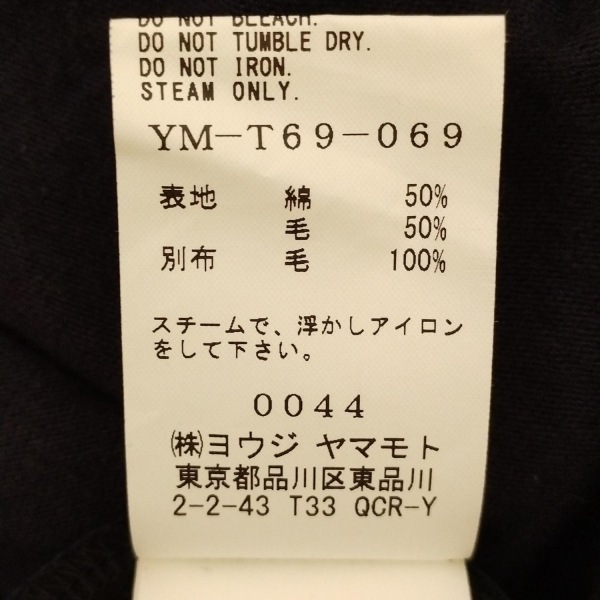 DO NOT BLEACH.
DO NOT TUMBLE DRY.
DO NOT IRON.
STEAM ONLY.
YM-T69-069
表地 綿 50%
毛 50%
別布 毛 100%
スチームで、浮かしアイロン
をして下さい。
0044
㈱ヨウジ ヤマモト
東京都品川区東品川
2-2-43 T33 QCR-Y